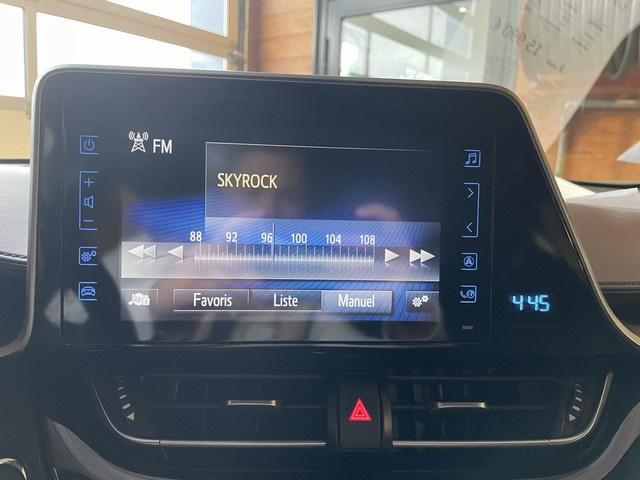 FM
SKYROCK
88 92 96 100 104 108
Favoris Liste Manuel
4:45